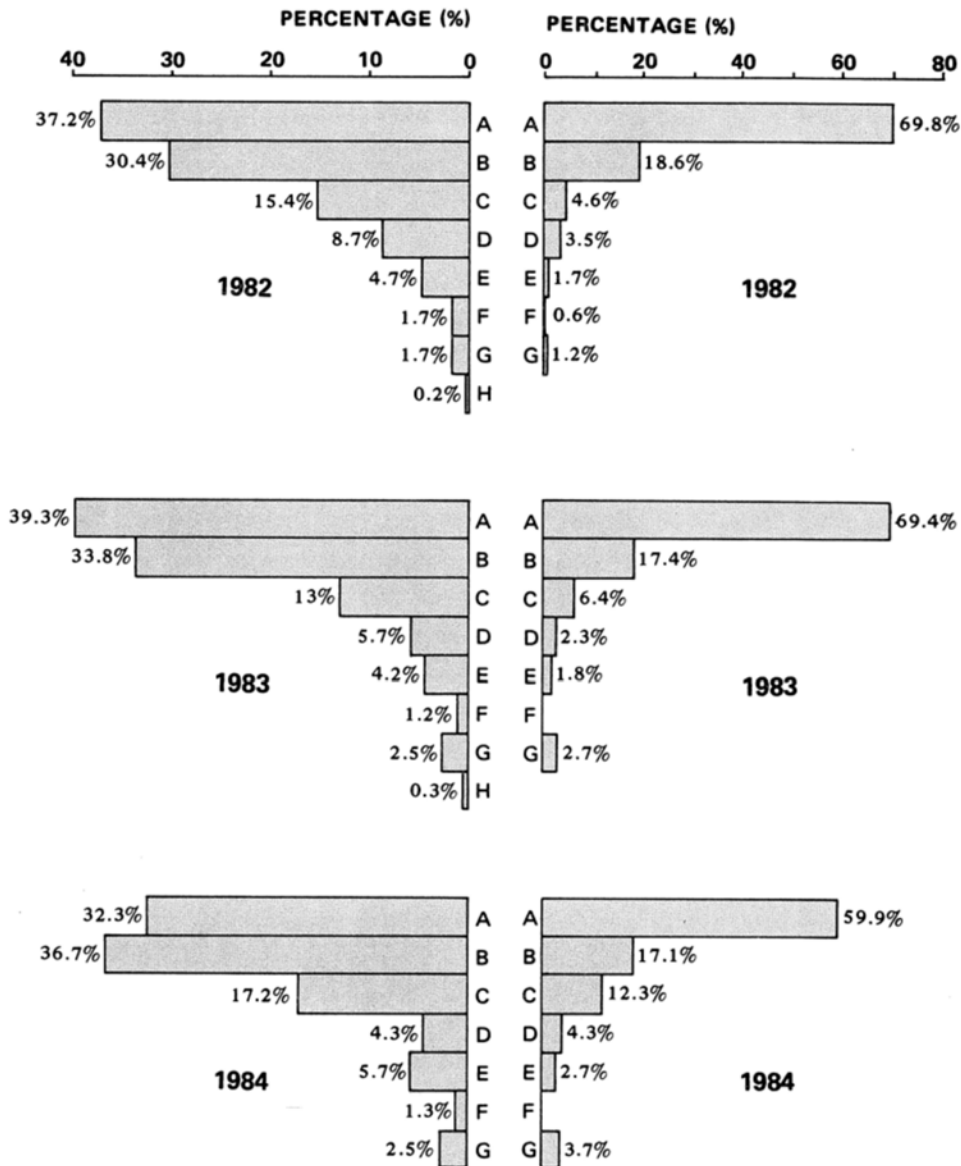 PERCENTAGE (%) PERCENTAGE (%)
40 30 20 10 0 0 20 40 60 80
37.2% A A 69.8%
30.4% B B 18.6%
15.4% C C 4.6%
8.7% D D 3.5%
4.7% E E 1.7%
1982 1982
1.7% F F 0.6%
1.7% G G 1.2%
0.2% H
39.3% A A 69.4%
33.8% B B 17.4%
13% C C 6.4%
5.7% D D 2.3%
4.2% E E 1.8%
1983 1983
1.2% F F
2.5% G G 2.7%
0.3% H
32.3% A A 59.9%
36.7% B B 17.1%
17.2% C C 12.3%
4.3% D D 4.3%
5.7% E E 2.7%
1984 1984
1.3% F F
2.5% G G 3.7%